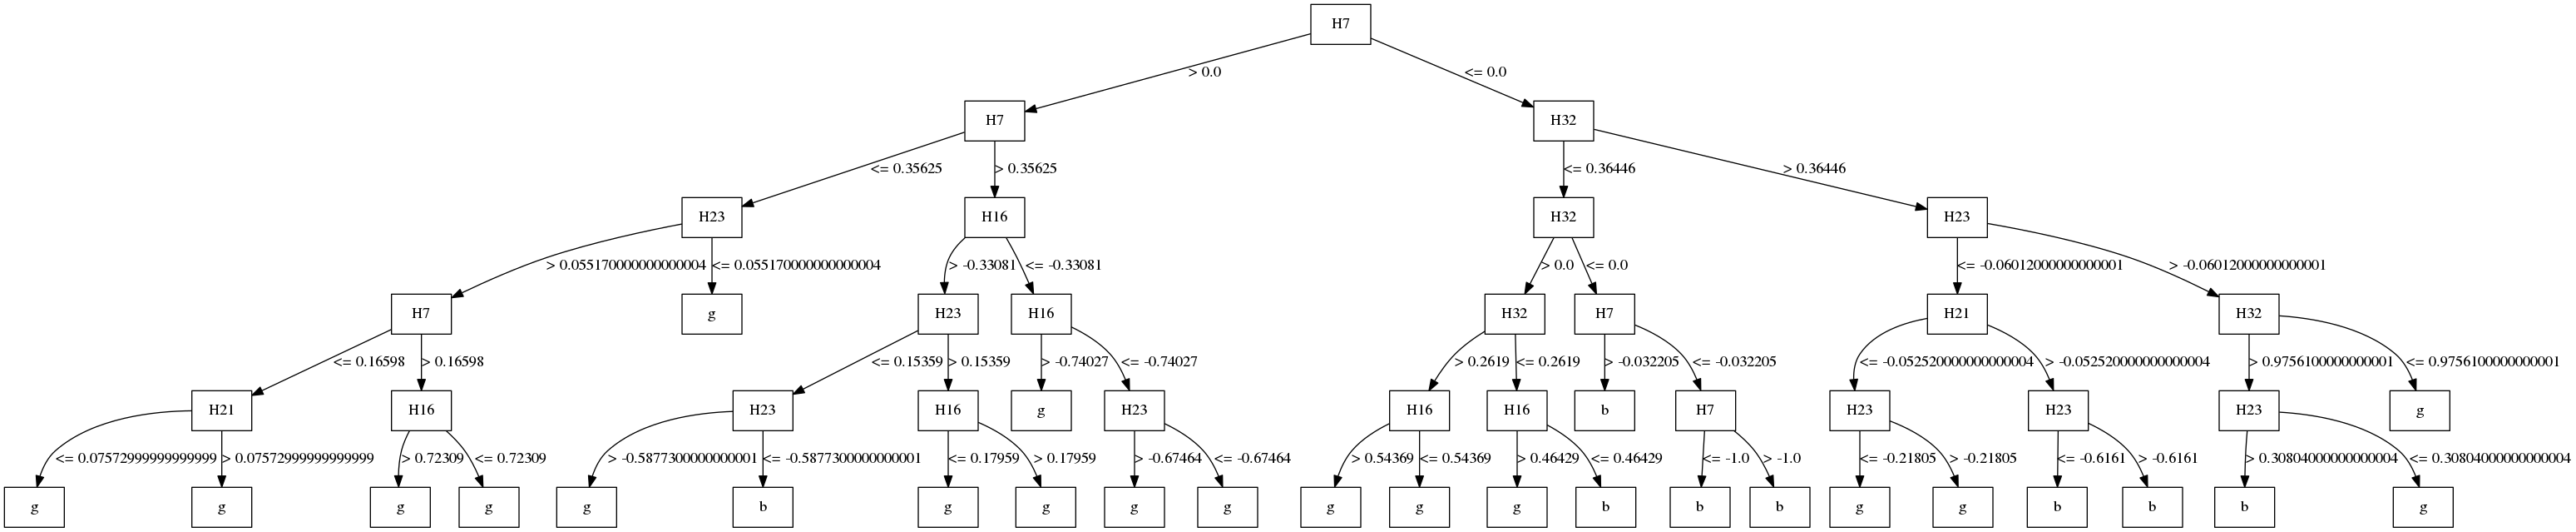 H7
> 0.0 <= 0.0
H7 H32
<= 0.35625 > 0.35625 <= 0.36446 > 0.36446
H23 H16 H32 H23
> 0.055170000000000004 <= 0.055170000000000004 > -0.33081 <= -0.33081 > 0.0 <= 0.0 <= -0.06012000000000001 > -0.06012000000000001
H7 g H23 H16 H32 H7 H21 H32
<= 0.16598 > 0.16598 <= 0.15359 > 0.15359 > -0.74027 <= -0.74027 > 0.2619 <= 0.2619 > -0.032205 <= -0.032205 <= -0.052520000000000004 > -0.052520000000000004 > 0.9756100000000001 <= 0.9756100000000001
H21 H16 H23 H16 g H23 H16 H16 b H7 H23 H23 H23 g
<= 0.07572999999999999 > 0.07572999999999999 > 0.72309 <= 0.72309 > -0.5877300000000001 <= -0.5877300000000001 <= 0.17959 > 0.17959 > -0.67464 <= -0.67464 > 0.54369 <= 0.54369 > 0.46429 <= 0.46429 <= -1.0 > -1.0 <= -0.21805 > -0.21805 <= -0.6161 > -0.6161 > 0.30804000000000004 <= 0.30804000000000004
g g g g g b g g g g g g g b b b g g b b b g